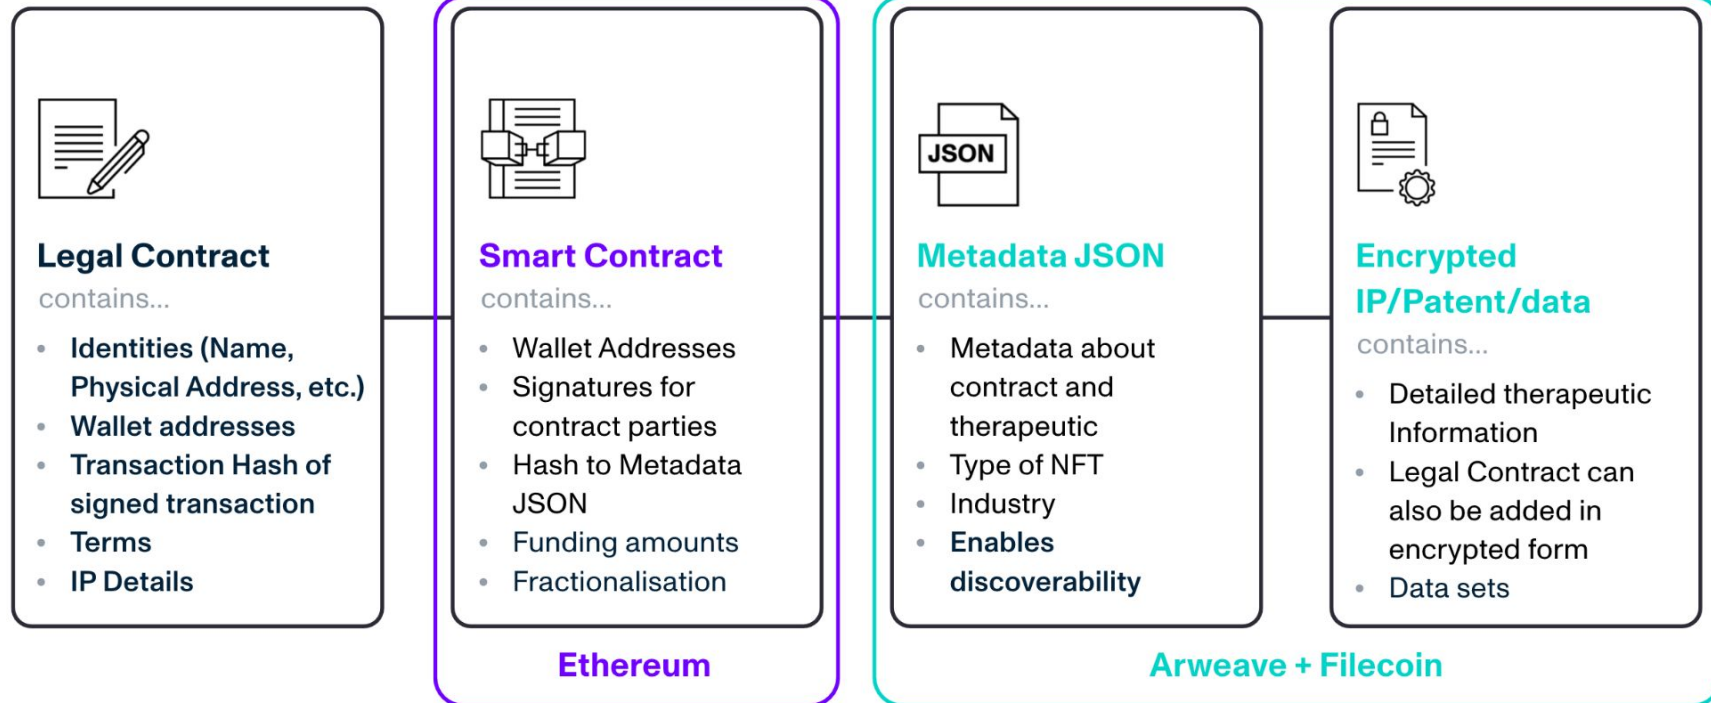 Legal Contract
contains...
• Identities (Name,
Physical Address, etc.)
• Wallet addresses
• Transaction Hash of
signed transaction
• Terms
• IP Details
Smart Contract
contains...
• Wallet Addresses
• Signatures for
contract parties
• Hash to Metadata
JSON
• Funding amounts
• Fractionalisation
Ethereum
JSON
Metadata JSON
contains...
• Metadata about
contract and
therapeutic
• Type of NFT
• Industry
• Enables
discoverability
Encrypted
IP/Patent/data
contains...
• Detailed therapeutic
Information
• Legal Contract can
also be added in
encrypted form
• Data sets
Arweave + Filecoin